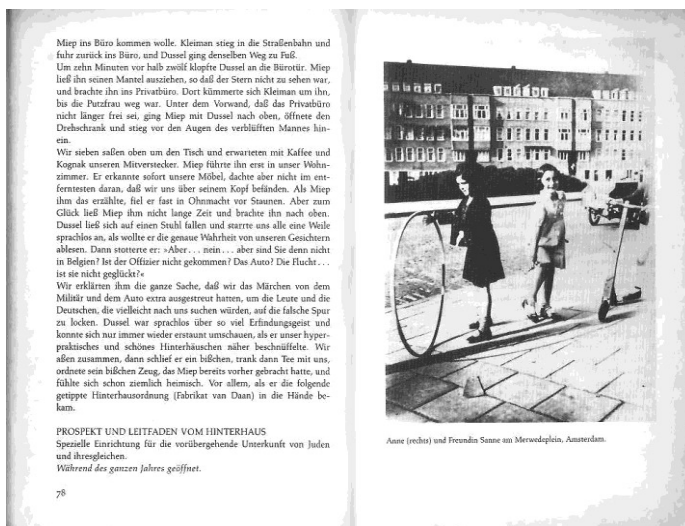 Miep ins Büro kommen wolle. Kleiman stieg in die Straßenbahn und
fuhr zurück ins Büro, und Dussel ging denselben Weg zu Fuß.
Um zehn Minuten vor halb zwölf klopfte Dussel an die Bürotür. Miep
ließ ihn seinen Mantel ausziehen, so daß der Stern nicht zu sehen war,
und brachte ihn ins Privatbüro. Dort kümmerte sich Kleiman um ihn,
bis die Putzfrau weg war. Unter dem Vorwand, daß das Privatbüro
nicht länger frei sei, ging Miep mit Dussel nach oben, öffnete den
Drehschrank und stieg vor den Augen des verblüfften Mannes hin-
ein.
Wir sieben saßen oben um den Tisch und erwarteten mit Kaffee und
Kognak unseren Mitverstecker. Miep führte ihn erst in unser Wohn-
zimmer. Er erkannte sofort unsere Möbel, dachte aber nicht im ent-
ferntesten daran, daß wir uns über seinem Kopf befänden. Als Miep
ihm das erzählte, fiel er fast in Ohnmacht vor Staunen. Aber zum
Glück ließ Miep ihm nicht lange Zeit und brachte ihn nach oben.
Dussel ließ sich auf einen Stuhl fallen und starrte uns alle eine Weile
sprachlos an, als wollte er die genaue Wahrheit von unseren Gesichtern
ablesen. Dann stotterte er: »Aber... nein... aber sind Sie denn nicht
in Belgien? Ist der Offizier nicht gekommen? Das Auto? Die Flucht...
ist sie nicht geglückt?«
Wir erklärten ihm die ganze Sache, daß wir das Märchen von dem
Militär und dem Auto extra ausgestreut hatten, um die Leute und die
Deutschen, die vielleicht nach uns suchen würden, auf die falsche Spur
zu locken. Dussel war sprachlos über so viel Erfindungsgeist und
konnte sich nur immer wieder erstaunt umschauen, als er unser hyper-
praktisches und schönes Hinterhäuschen näher beschnüffelte. Wir
aßen zusammen, dann schlief er ein bißchen, trank dann Tee mit uns,
ordnete sein bißchen Zeug, das Miep bereits vorher gebracht hatte, und
fühlte sich schon ziemlich heimisch. Vor allem, als er die folgende
getippte Hinterhausordnung (Fabrikat van Daan) in die Hände be-
kam.
PROSPEKT UND LEITFADEN VOM HINTERHAUS
Spezielle Einrichtung für die vorübergehende Unterkunft von Juden
und ihresgleichen.
Während des ganzen Jahres geöffnet.
78
Anne (rechts) und Freundin Sanne am Merwedeplein, Amsterdam.